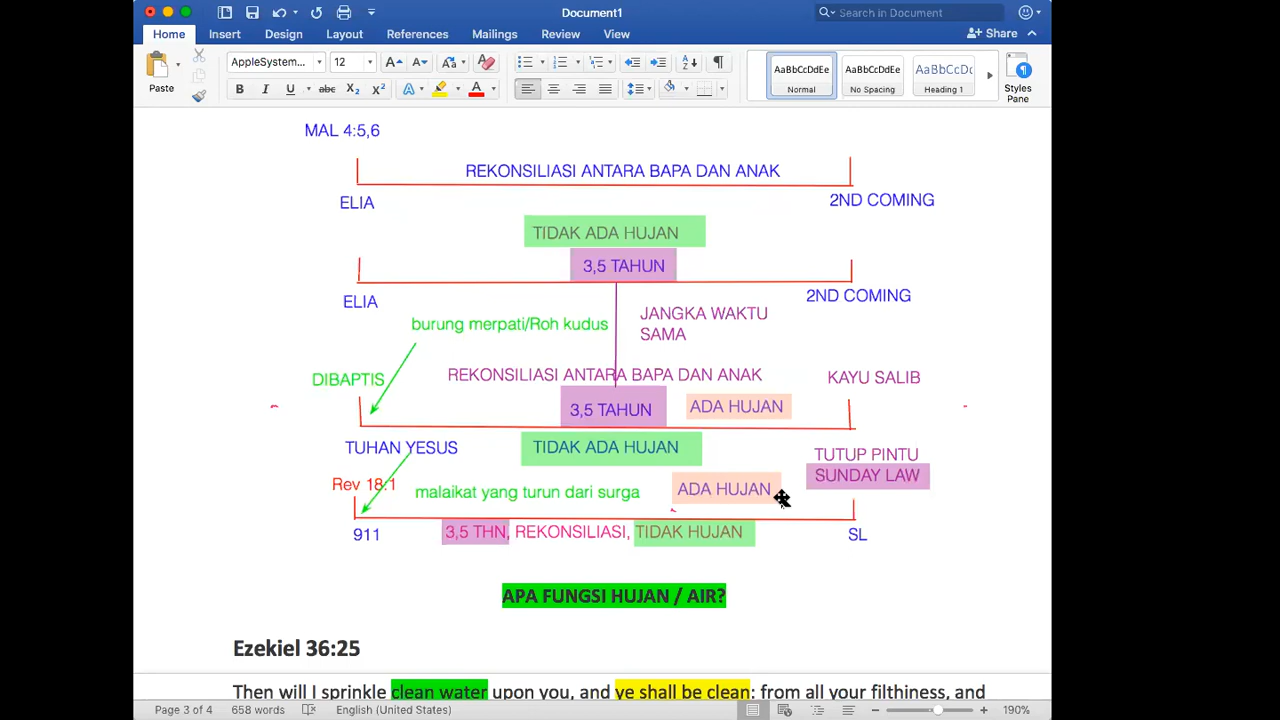 Document1
Search in Document
Home Insert Design Layout References Mailings Review View Share
Paste
AppleSystem... 12
AaBbCcDdEe AaBbCcDdEe AaBbCcDc
Normal No Spacing Heading 1
Styles Pane
MAL 4:5,6
REKONSILIASI ANTARA BAPA DAN ANAK
ELIA 2ND COMING
TIDAK ADA HUJAN
3,5 TAHUN
ELIA 2ND COMING
JANGKA WAKTU
SAMA
burung merpati/Roh kudus
DIBAPTIS REKONSILIASI ANTARA BAPA DAN ANAK KAYU SALIB
3,5 TAHUN ADA HUJAN
TUHAN YESUS TIDAK ADA HUJAN TUTUP PINTU
SUNDAY LAW
Rev 18:1 malaikat yang turun dari surga ADA HUJAN
911 3,5 THN, REKONSILIASI, TIDAK HUJAN SL
APA FUNGSI HUJAN / AIR?
Ezekiel 36:25
Then will I sprinkle clean water upon you, and ye shall be clean: from all your filthiness, and
Page 3 of 4 658 words English (United States) 190%